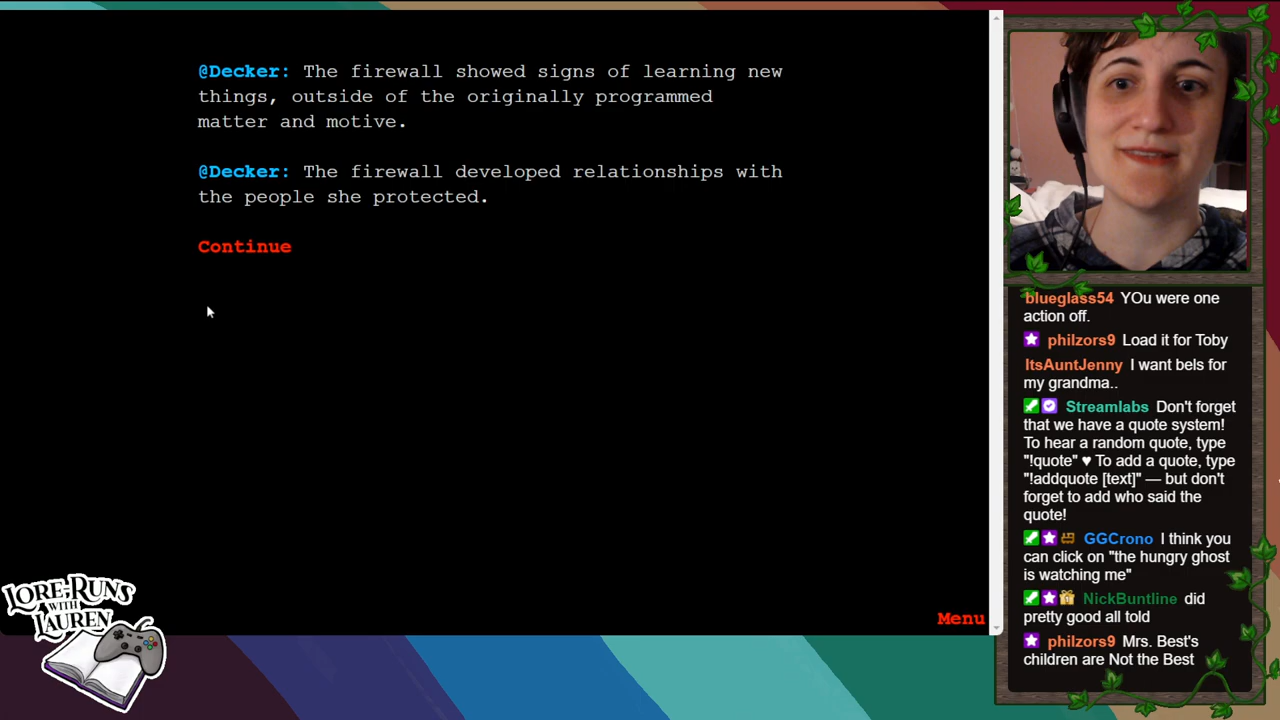 @Decker: The firewall showed signs of learning new
things, outside of the originally programmed
matter and motive.
@Decker: The firewall developed relationships with
the people she protected.
Continue
Menu
LORE-RUNS
WITH
LAUREN
blueglass54 YOu were one
action off.
philzors9 Load it for Toby
ItsAuntJenny I want bels for
my grandma..
Streamlabs Don't forget
that we have a quote system!
To hear a random quote, type
"!quote" ♥ To add a quote, type
"!addquote [text]" — but don't
forget to add who said the
quote!
GGCrono I think you
can click on "the hungry ghost
is watching me"
NickBuntline did
pretty good all told
philzors9 Mrs. Best's
children are Not the Best